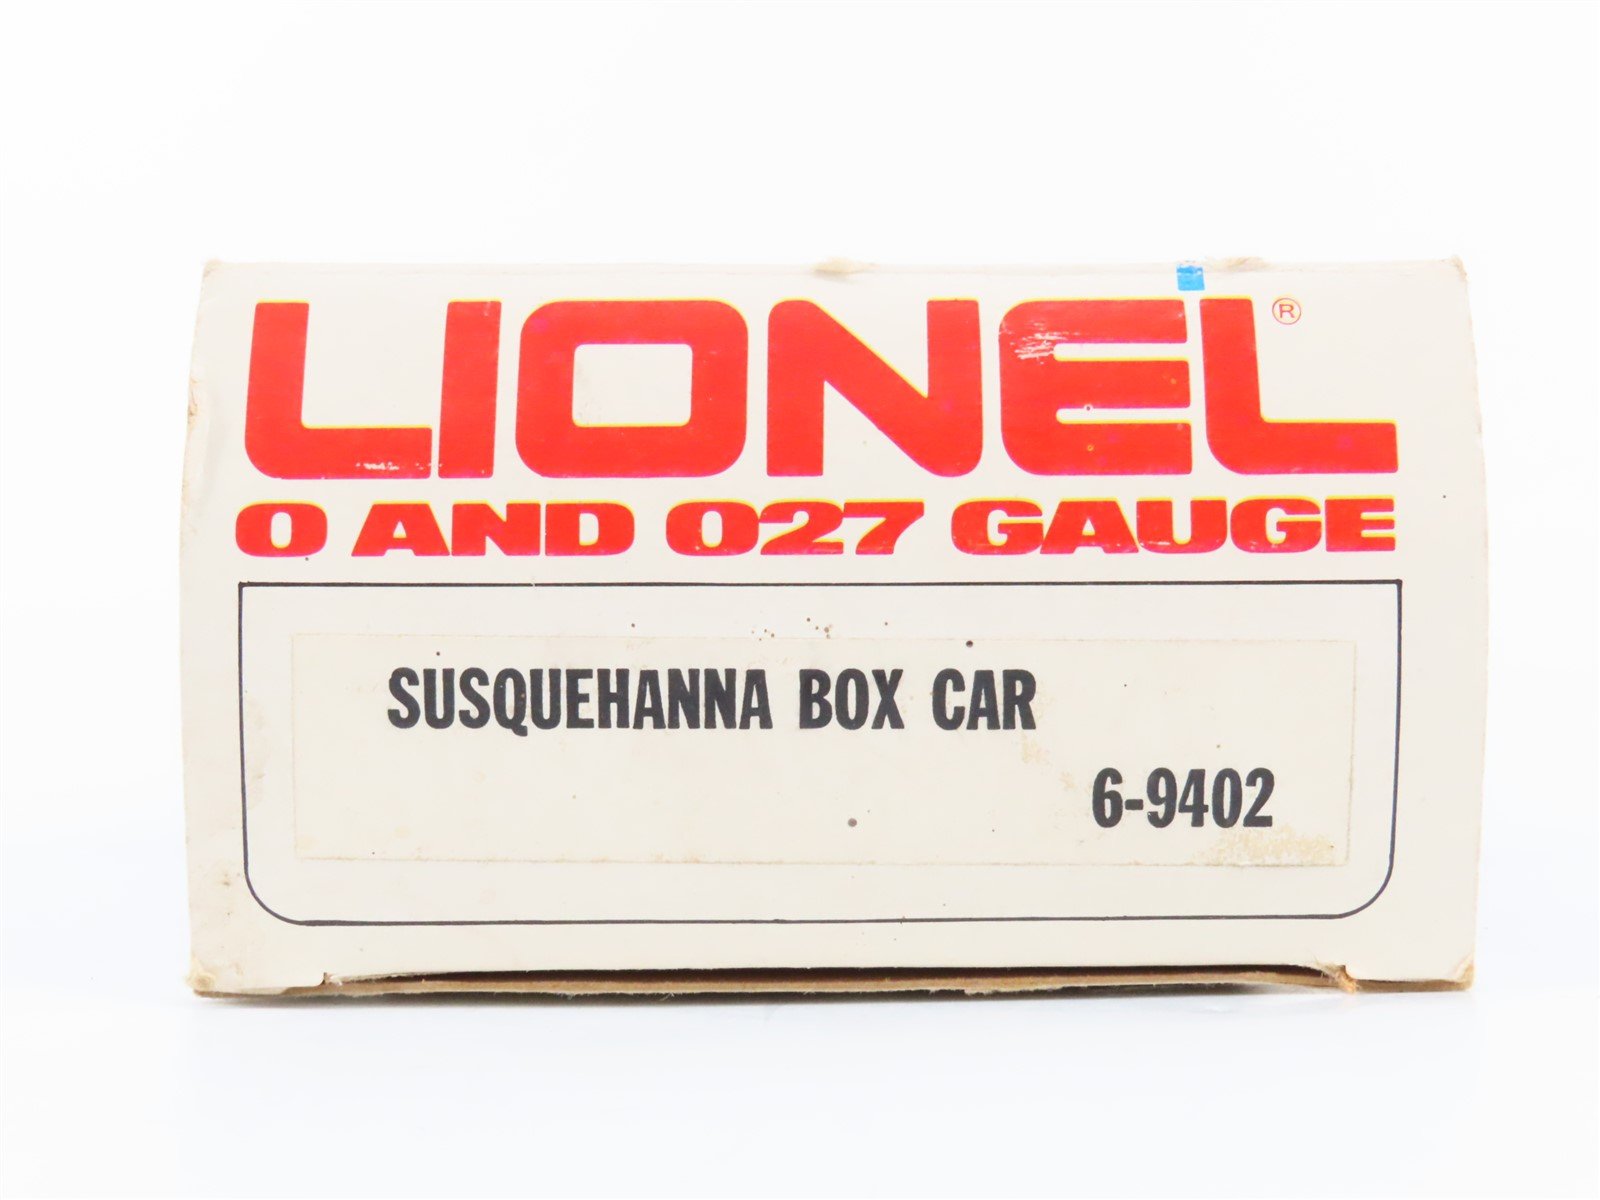 LIONEL®
O AND O27 GAUGE
SUSQUEHANNA BOX CAR
6-9402